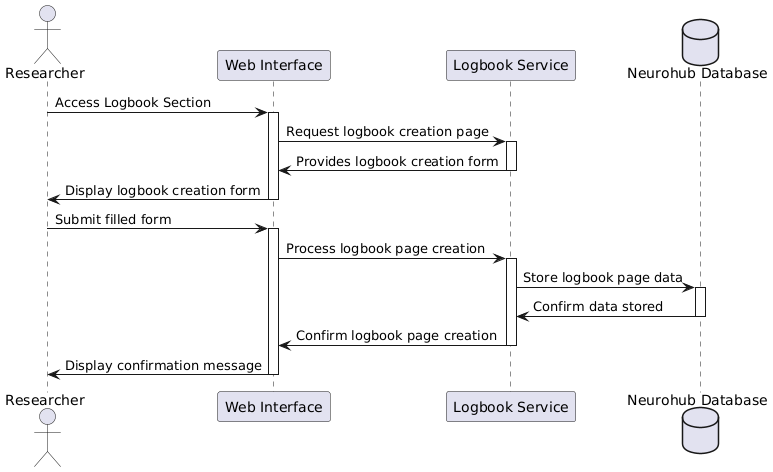 Researcher
Web Interface
Logbook Service
Neurohub Database
Access Logbook Section
Request logbook creation page
Provides logbook creation form
Display logbook creation form
Submit filled form
Process logbook page creation
Store logbook page data
Confirm data stored
Confirm logbook page creation
Display confirmation message
Researcher
Web Interface
Logbook Service
Neurohub Database